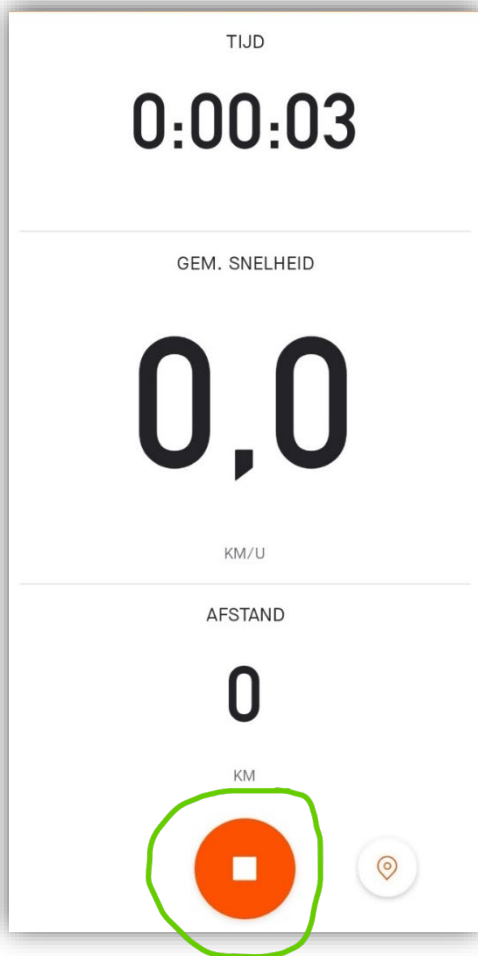 TIJD
0:00:03
GEM. SNELHEID
0,0
KM/U
AFSTAND
0
KM